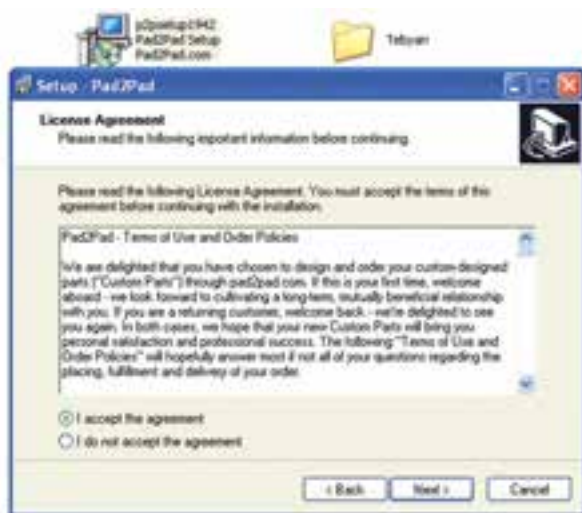 p2psetup1942
Pad2Pad Setup
Pad2Pad.com
Tebyan
Setup - Pad2Pad
License Agreement
Please read the following important information before continuing.
Please read the following License Agreement. You must accept the terms of this
agreement before continuing with the installation.
Pad2Pad - Terms of Use and Order Policies
We are delighted that you have chosen to design and order your custom-designed
parts ("Custom Parts") through pad2pad.com. If this is your first time, welcome
aboard - we look forward to cultivating a long-term, mutually beneficial relationship
with you. If you are a returning customer, welcome back - we're delighted to see
you again. In both cases, we hope that your new Custom Parts will bring you
personal satisfaction and professional success. The following "Terms of Use and
Order Policies" will hopefully answer most if not all of your questions regarding the
placing, fulfillment and delivery of your order.
I accept the agreement
I do not accept the agreement
< Back
Next >
Cancel